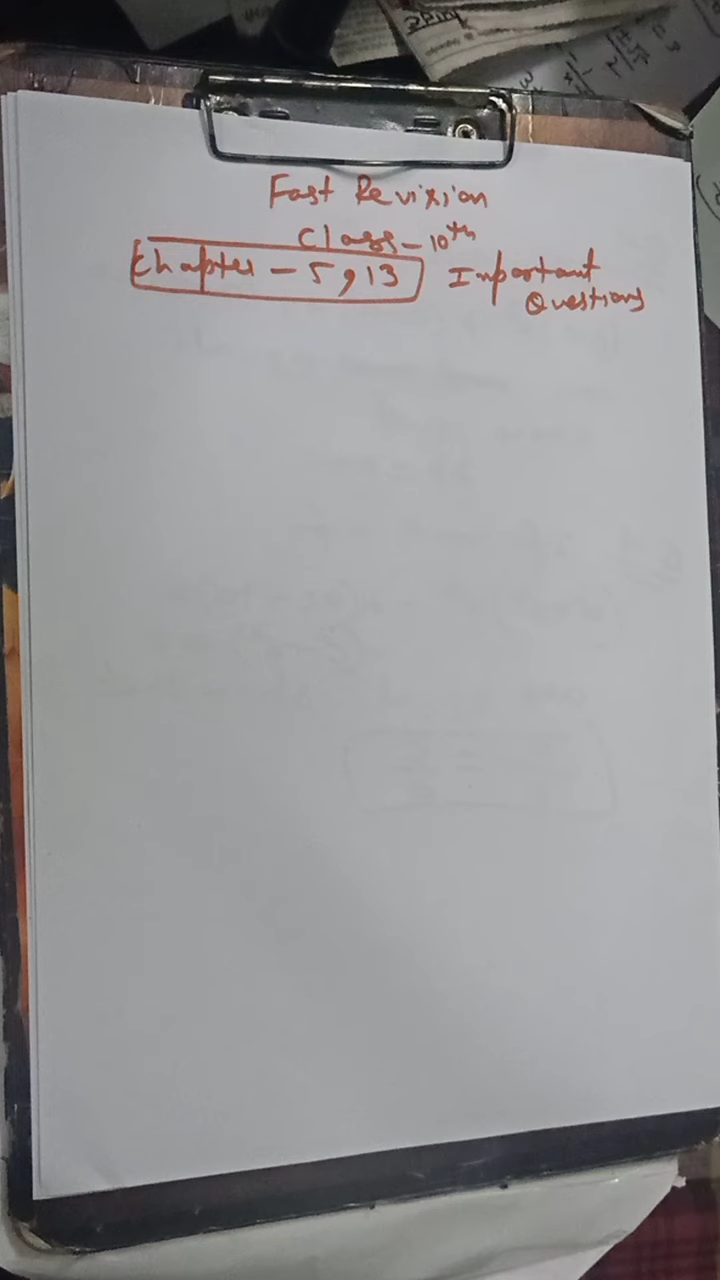 Fast Revision
Class-10th
Chapter - 5,13 Important
Questions